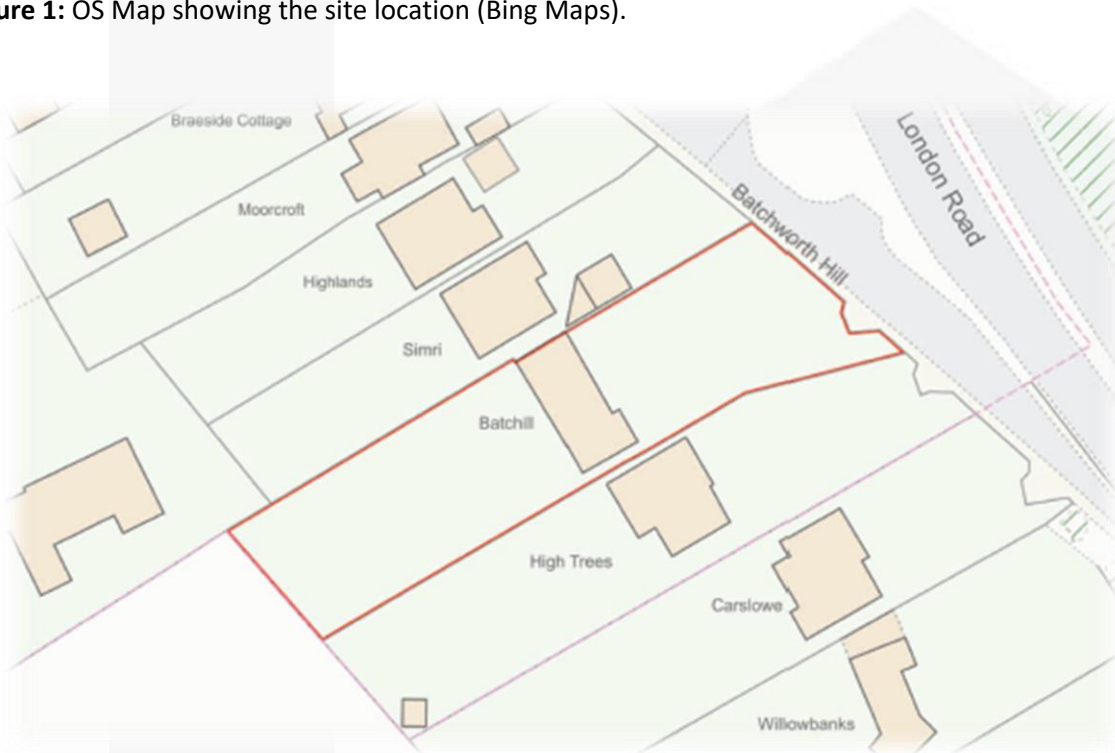 ure 1: OS Map showing the site location (Bing Maps).
Braeside Cottage
London Road
Moorcroft
Batchworth Hill
Highlands
Simri
Batchill
High Trees
Carslowe
Willowbanks